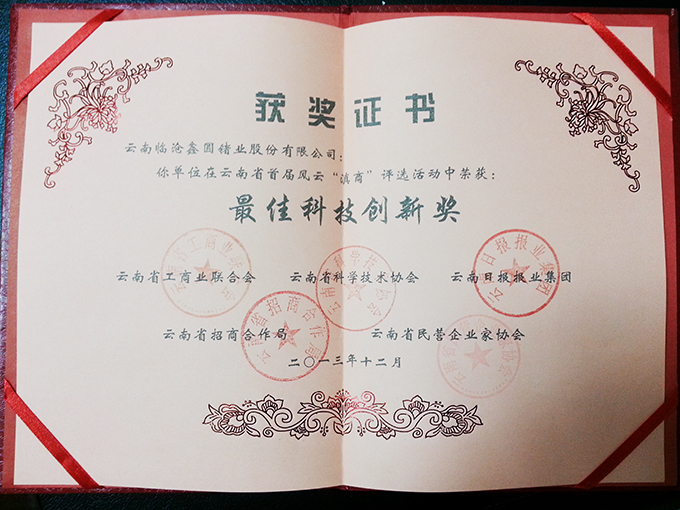 获奖证书
云南临沧鑫圆锗业股份有限公司：
你单位在云南省首届风云“滇商”评选活动中荣获：
最佳科技创新奖
云南省工商业联合会 云南省科学技术协会 云南日报报业集团
云南省招商合作局 云南省民营企业家协会
二〇一三年十二月